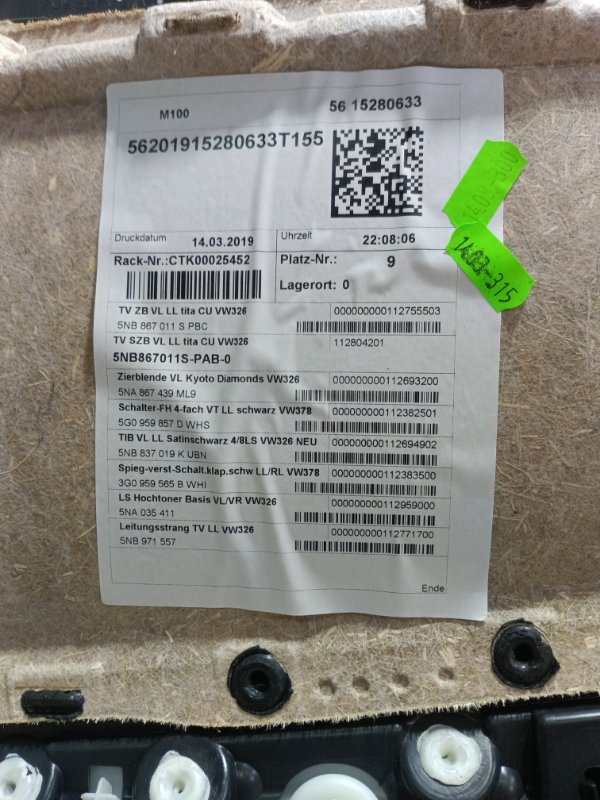 M100
56 15280633
56201915280633T155
Druckdatum 14.03.2019 Uhrzeit 22:08:06
Rack-Nr.:CTK00025452 Platz-Nr.: 9
Lagerort: 0
TV ZB VL LL tita CU VW326 000000000112755503
5NB 867 011 S PBC
TV SZB VL LL tita CU VW326 112804201
5NB867011S-PAB-0
Zierblende VL Kyoto Diamonds VW326 000000000112693200
5NA 867 439 ML9
Schalter-FH 4-fach VT LL schwarz VW378 000000000112382501
5G0 959 857 D WHS
TIB VL LL Satinschwarz 4/8LS VW326 NEU 000000000112694902
5NB 837 019 K UBN
Spieg-verst-Schalt.klap.schw LL/RL VW378 000000000112383500
3G0 959 565 B WHI
LS Hochtoner Basis VL/VR VW326 000000000112959000
5NA 035 411
Leitungsstrang TV LL VW326 000000000112771700
5NB 971 557
Ende
1403-300
1403-315